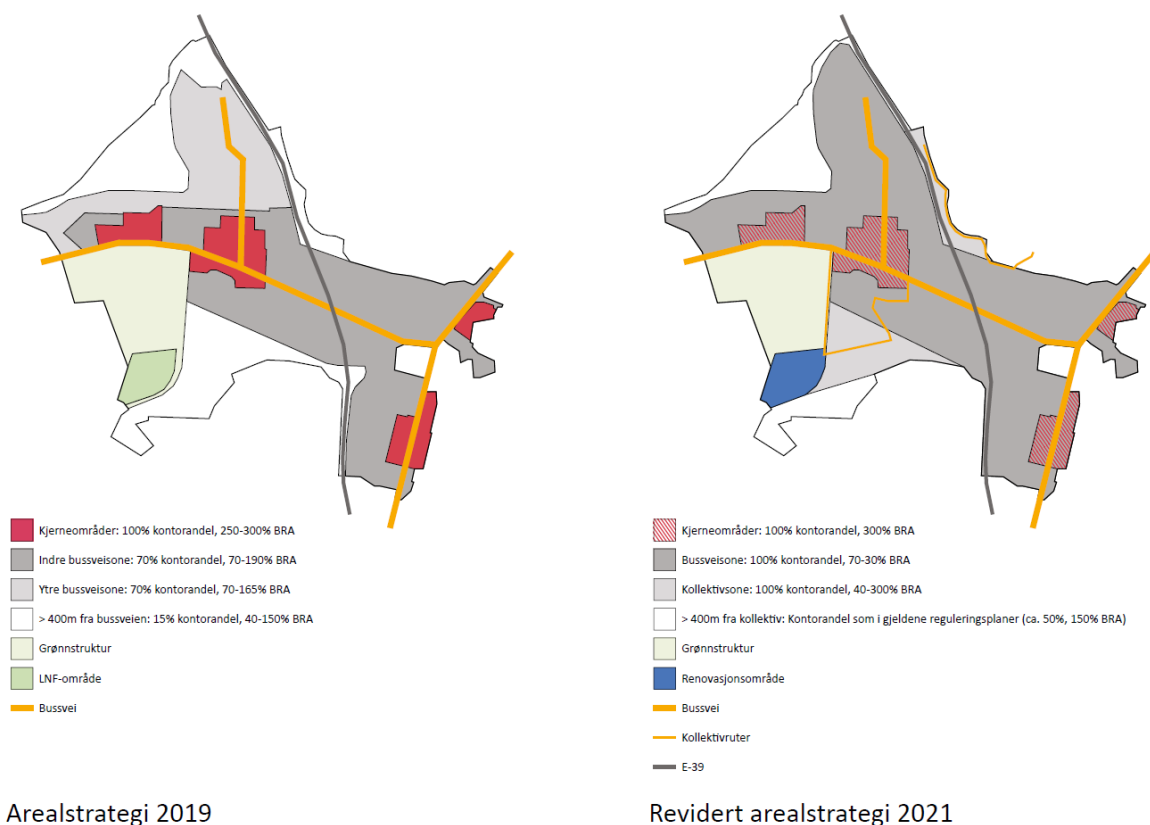 Kjerneområder: 100% kontorandel, 250-300% BRA
Indre bussveisone: 70% kontorandel, 70-190% BRA
Ytre bussveisone: 70% kontorandel, 70-165% BRA
> 400m fra bussveien: 15% kontorandel, 40-150% BRA
Grønnstruktur
LNF-område
Bussvei
Arealstrategi 2019
Kjerneområder: 100% kontorandel, 300% BRA
Bussveisone: 100% kontorandel, 70-30% BRA
Kollektivsone: 100% kontorandel, 40-300% BRA
> 400m fra kollektiv: Kontorandel som i gjeldene reguleringsplaner (ca. 50%, 150% BRA)
Grønnstruktur
Renovasjonsområde
Bussvei
Kollektivruter
E-39
Revidert arealstrategi 2021